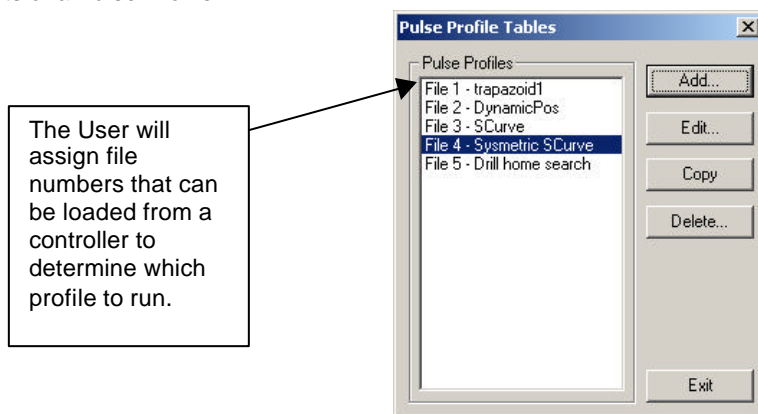 Pulse Profile Tables
Pulse Profiles
File 1 - trapazoid1
File 2 - DynamicPos
File 3 - SCurve
File 4 - Sysmetric SCurve
File 5 - Drill home search
Add...
Edit...
Copy
Delete...
Exit
The User will
assign file
numbers that can
be loaded from a
controller to
determine which
profile to run.